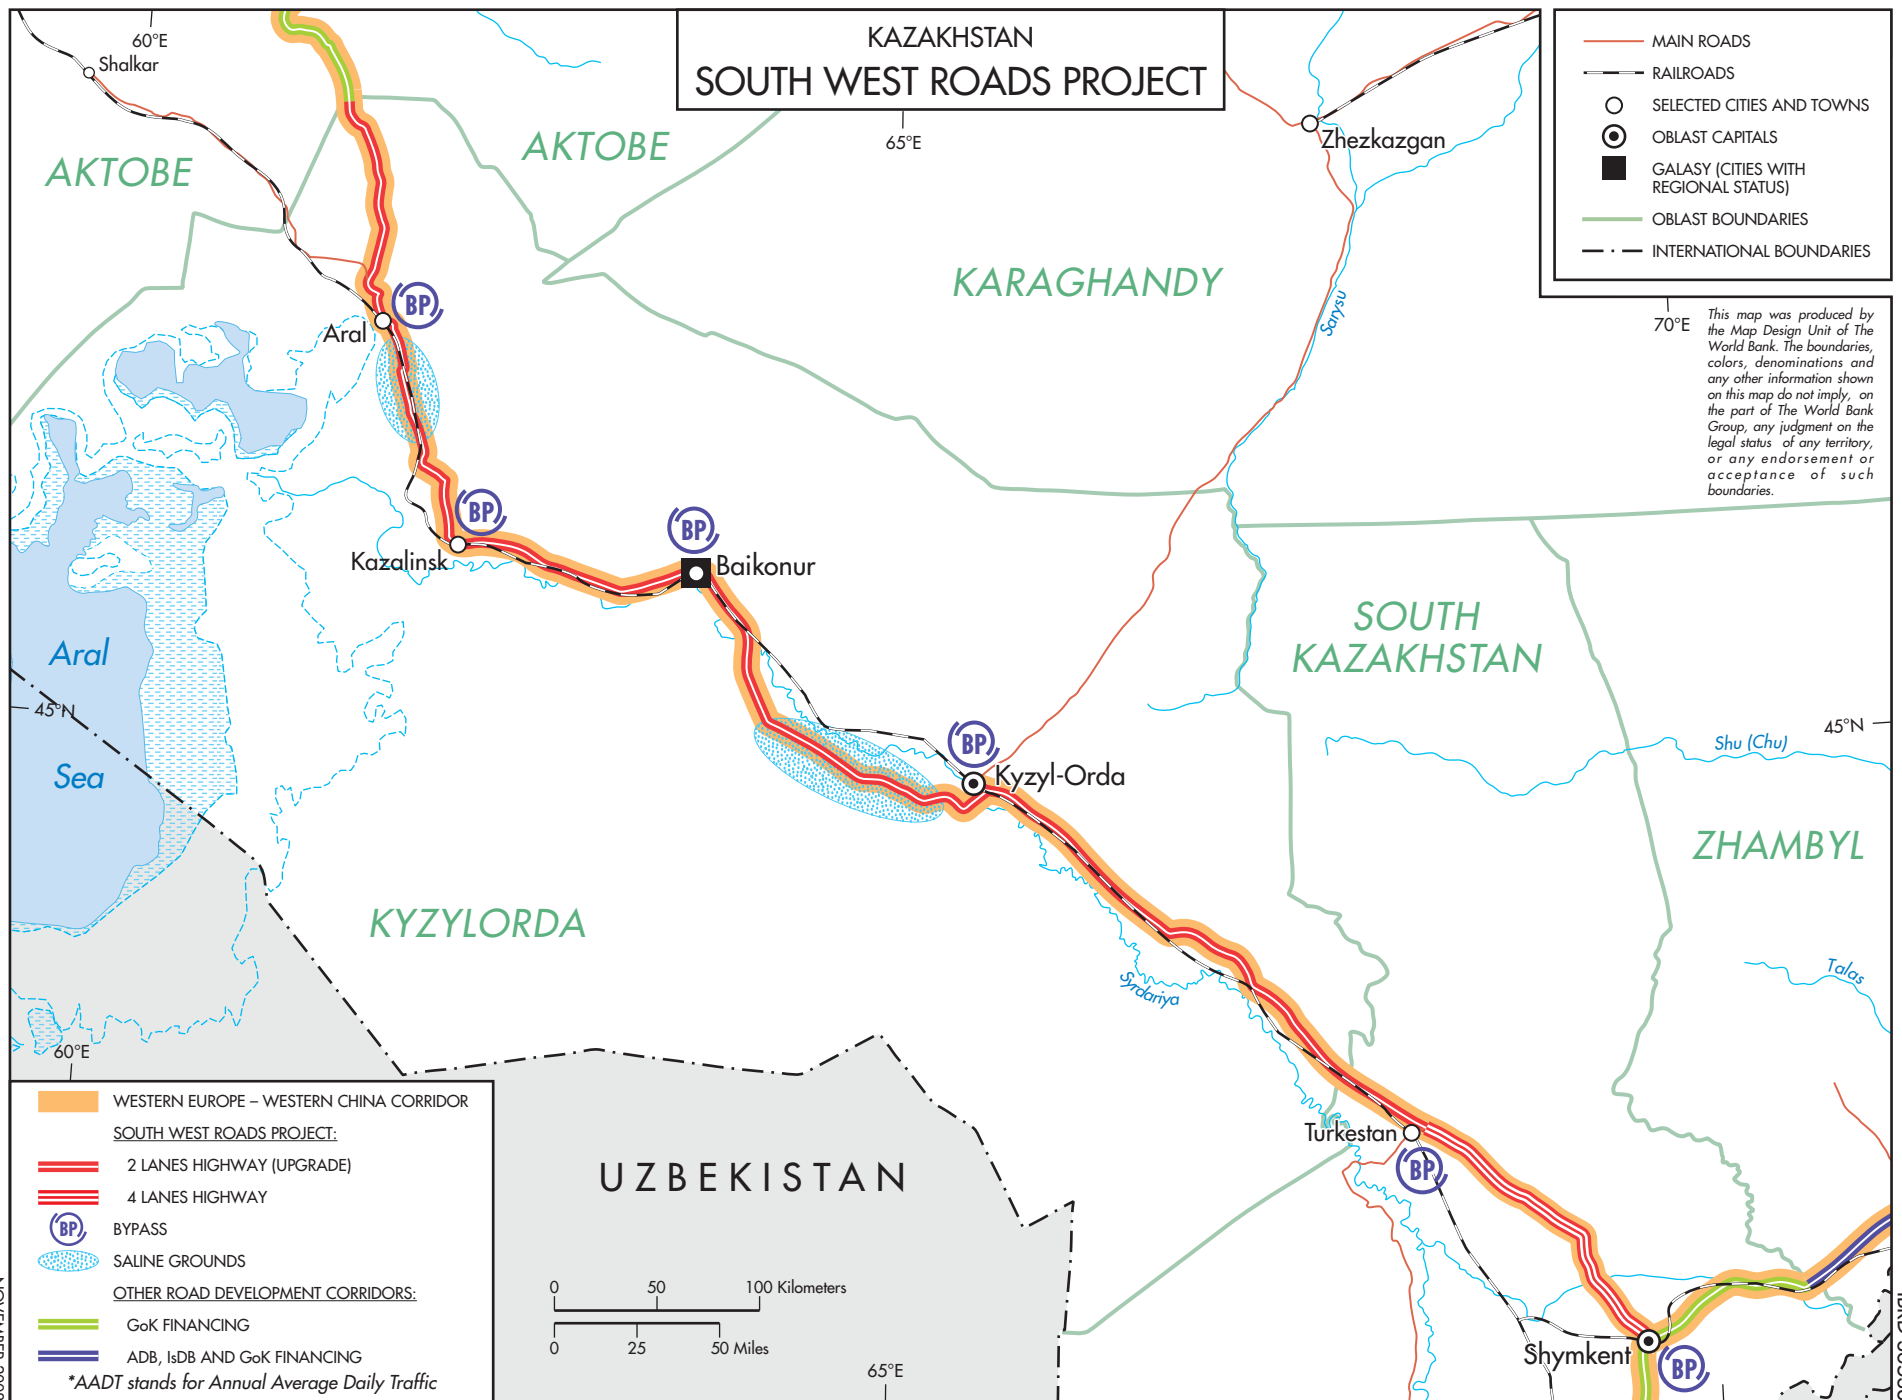 KAZAKHSTAN
SOUTH WEST ROADS PROJECT
MAIN ROADS
RAILROADS
SELECTED CITIES AND TOWNS
OBLAST CAPITALS
GALASY (CITIES WITH
REGIONAL STATUS)
OBLAST BOUNDARIES
INTERNATIONAL BOUNDARIES
This map was produced by
the Map Design Unit of The
World Bank. The boundaries,
colors, denominations and
any other information shown
on this map do not imply, on
the part of The World Bank
Group, any judgment on the
legal status of any territory,
or any endorsement or
acceptance of such
boundaries.
60°E
Shalkar
65°E
70°E
Zhezkazgan
AKTOBE
AKTOBE
KARAGHANDY
Sarysu
BP
Aral
BP
Kazalinsk
BP
Baikonur
SOUTH
KAZAKHSTAN
Aral
Sea
45°N
45°N
Shu (Chu)
BP
Kyzyl-Orda
ZHAMBYL
KYZYLORDA
Talas
Syrdariya
60°E
Turkestan
BP
UZBEKISTAN
Shymkent
BP
65°E
0 50 100 Kilometers
0 25 50 Miles
WESTERN EUROPE – WESTERN CHINA CORRIDOR
SOUTH WEST ROADS PROJECT:
2 LANES HIGHWAY (UPGRADE)
4 LANES HIGHWAY
BP BYPASS
SALINE GROUNDS
OTHER ROAD DEVELOPMENT CORRIDORS:
GoK FINANCING
ADB, IsDB AND GoK FINANCING
*AADT stands for Annual Average Daily Traffic